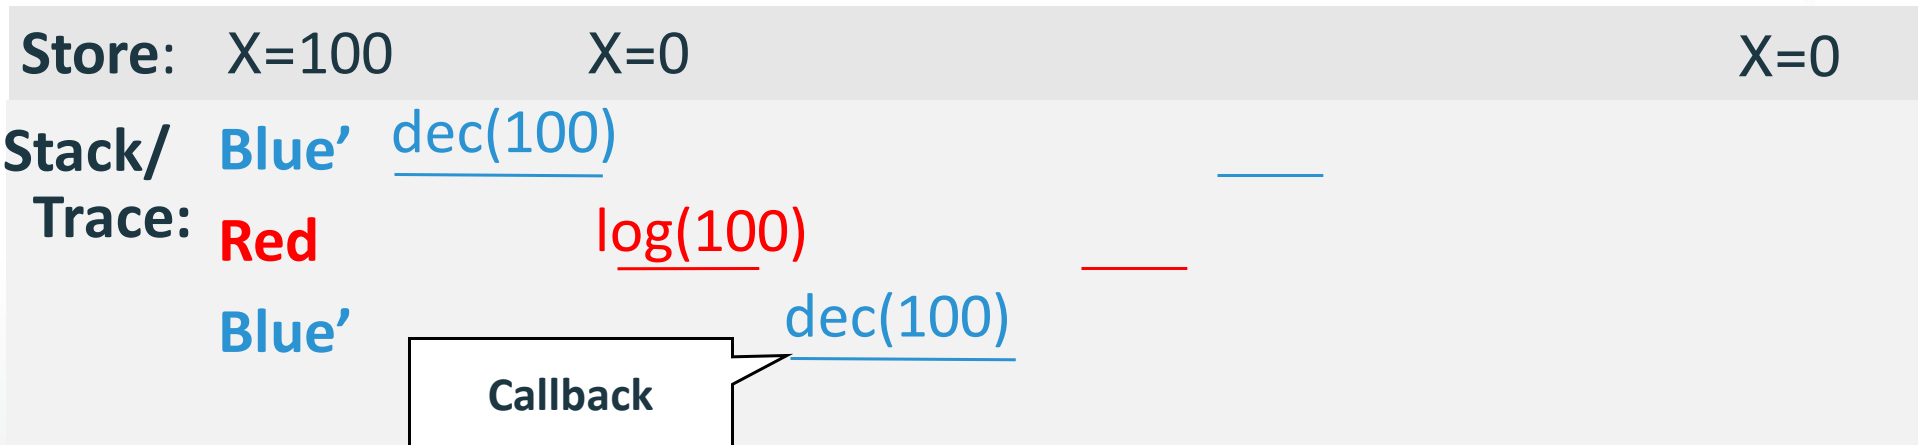 Store: X=100 X=0 X=0
Stack/ Blue’ dec(100)
Trace:
Red log(100)
Blue’ dec(100)
Callback